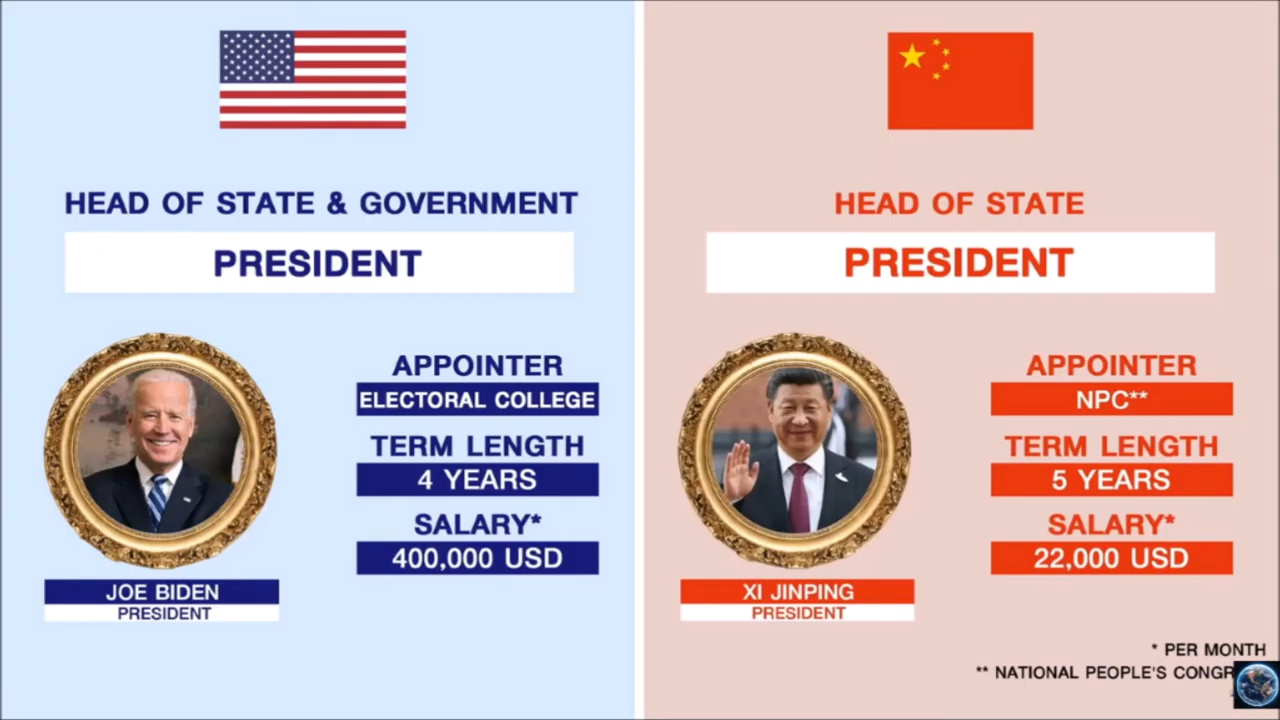 HEAD OF STATE & GOVERNMENT
PRESIDENT
APPOINTER
ELECTORAL COLLEGE
TERM LENGTH
4 YEARS
SALARY*
400,000 USD
JOE BIDEN
PRESIDENT
HEAD OF STATE
PRESIDENT
APPOINTER
NPC**
TERM LENGTH
5 YEARS
SALARY*
22,000 USD
XI JINPING
PRESIDENT
* PER MONTH
** NATIONAL PEOPLE'S CONGR